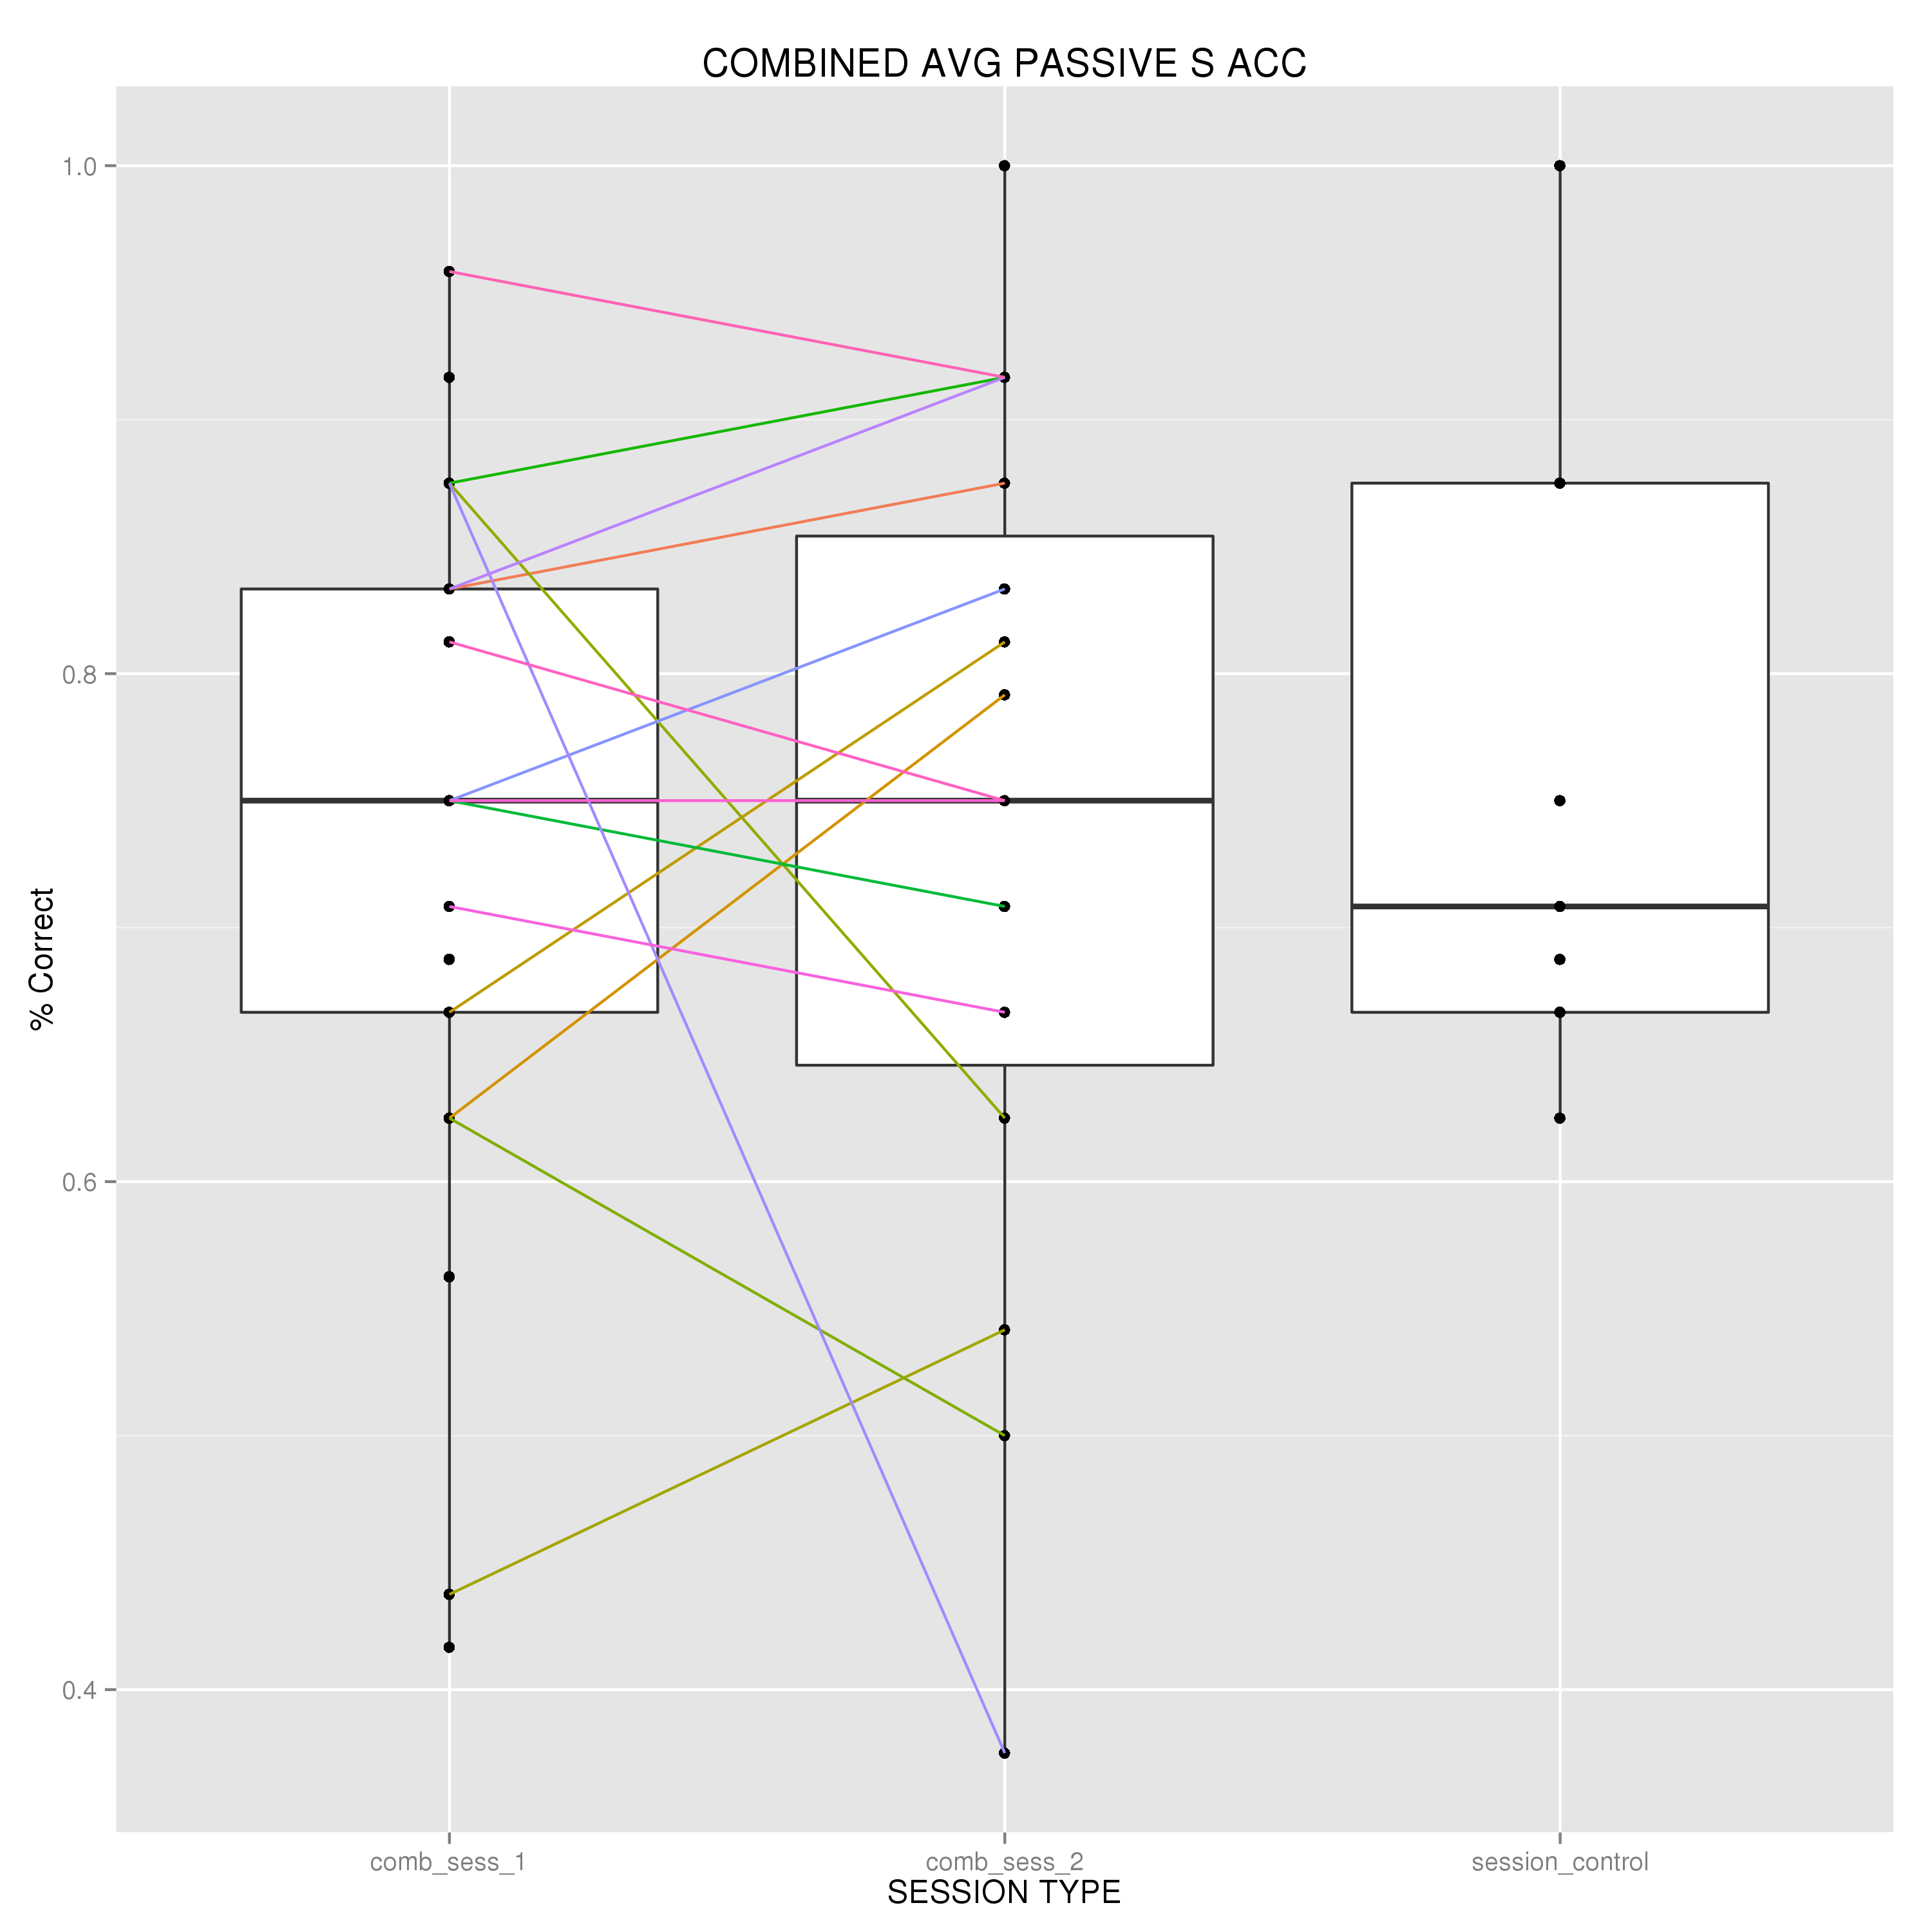 COMBINED AVG PASSIVE S ACC
1.0
0.8
0.6
0.4
% Correct
comb_sess_1 comb_sess_2 session_control
SESSION TYPE